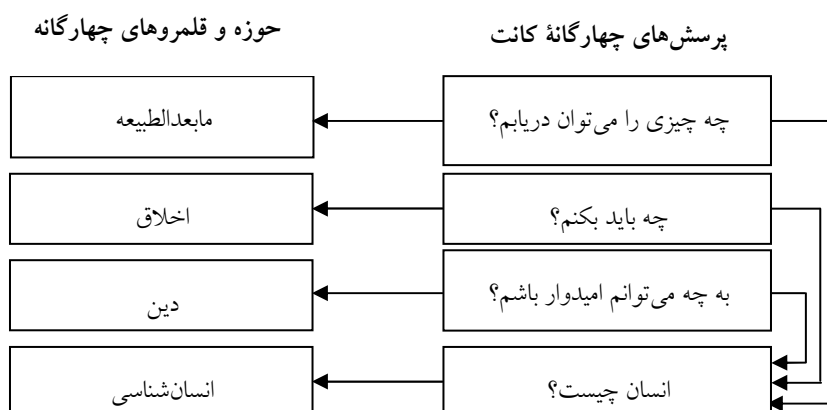 پرسش‌های چهارگانهٔ کانت
حوزه و قلمروهای چهارگانه
چه چیزی را می‌توان دریابم؟
مابعدالطبیعه
چه باید بکنم؟
اخلاق
به چه می‌توانم امیدوار باشم؟
دین
انسان چیست؟
انسان‌شناسی